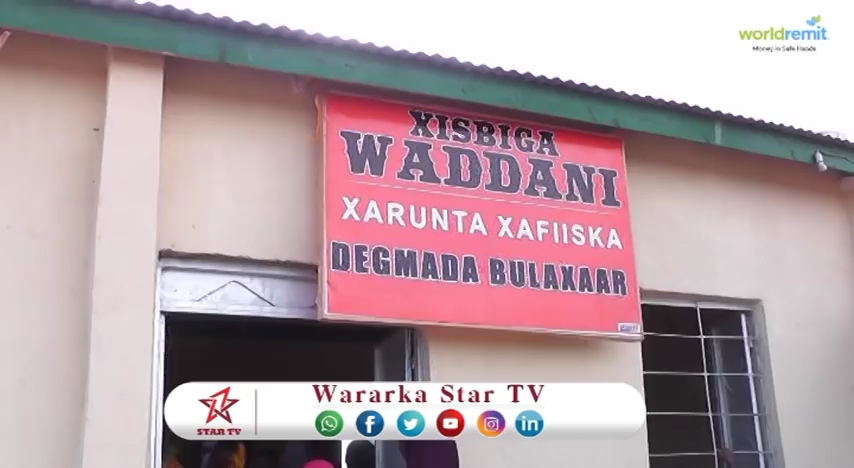 worldremit
Money in Safe Hands
XISBIGA
WADDANI
XARUNTA XAFIISKA
DEGMADA BULAXAAR
Wararka Star TV
STAR TV